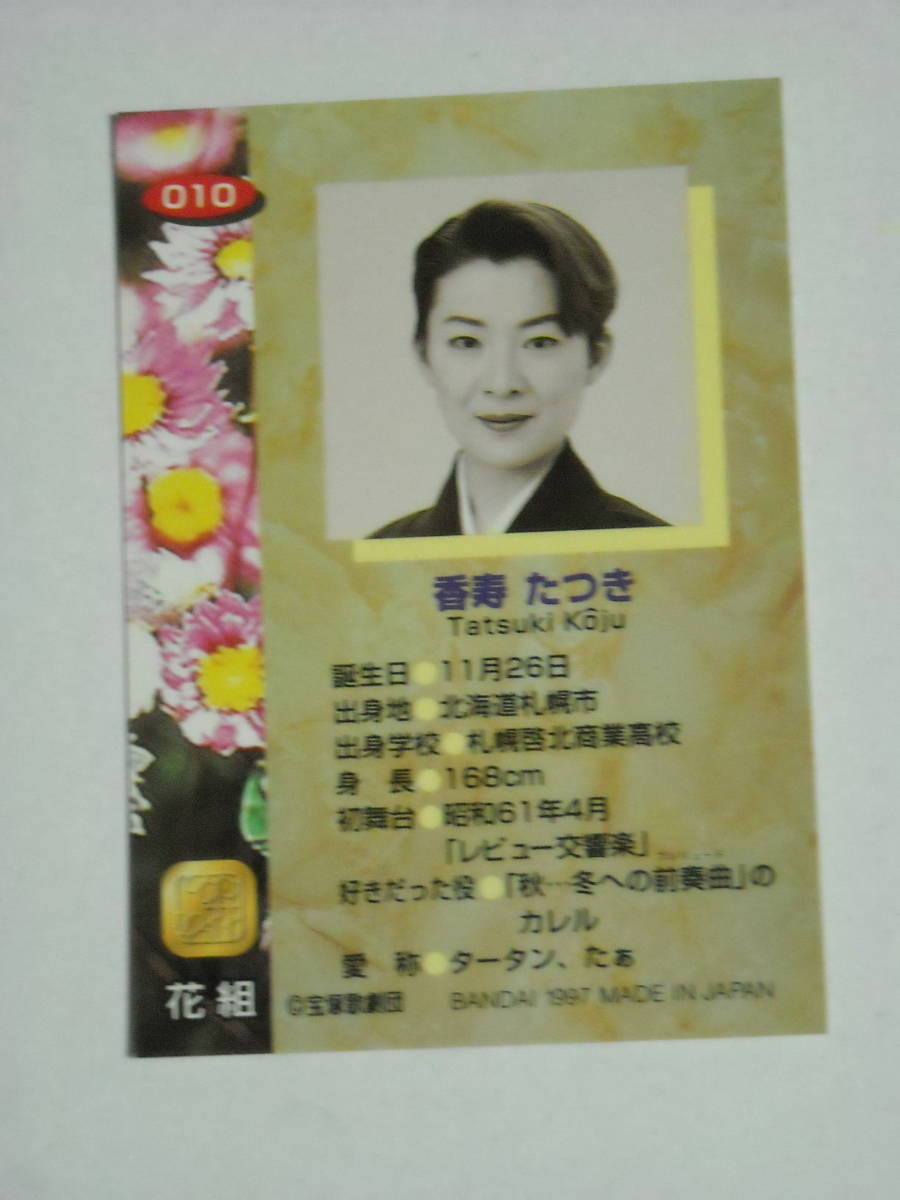 010
香寿 たつき
Tatsuki Kôju
誕生日●11月26日
出身地●北海道札幌市
出身学校●札幌啓北商業高校
身 長●168cm
初舞台●昭和61年4月
「レビュー交響楽」
好きだった役●「秋…冬への前奏曲」の
カレル
愛 称●タータン、たぁ
花組
©宝塚歌劇団 BANDAI 1997 MADE IN JAPAN